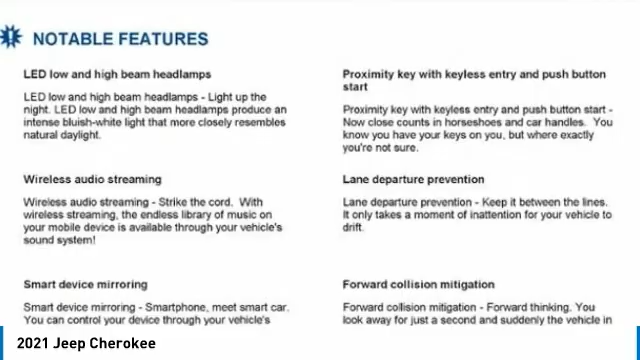 NOTABLE FEATURES
LED low and high beam headlamps
LED low and high beam headlamps - Light up the
night. LED low and high beam headlamps produce an
intense bluish-white light that more closely resembles
natural daylight.
Wireless audio streaming
Wireless audio streaming - Strike the cord.  With
wireless streaming, the endless library of music on
your mobile device is available through your vehicle's
sound system!
Smart device mirroring
Smart device mirroring - Smartphone, meet smart car.
You can control your device through your vehicle's
Proximity key with keyless entry and push button
start
Proximity key with keyless entry and push button start -
Now close counts in horseshoes and car handles.  You
know you have your keys on you, but where exactly
you're not sure.
Lane departure prevention
Lane departure prevention - Keep it between the lines.
It only takes a moment of inattention for your vehicle to
drift.
Forward collision mitigation
Forward collision mitigation - Forward thinking. You
look away for just a second and suddenly the vehicle in
2021 Jeep Cherokee